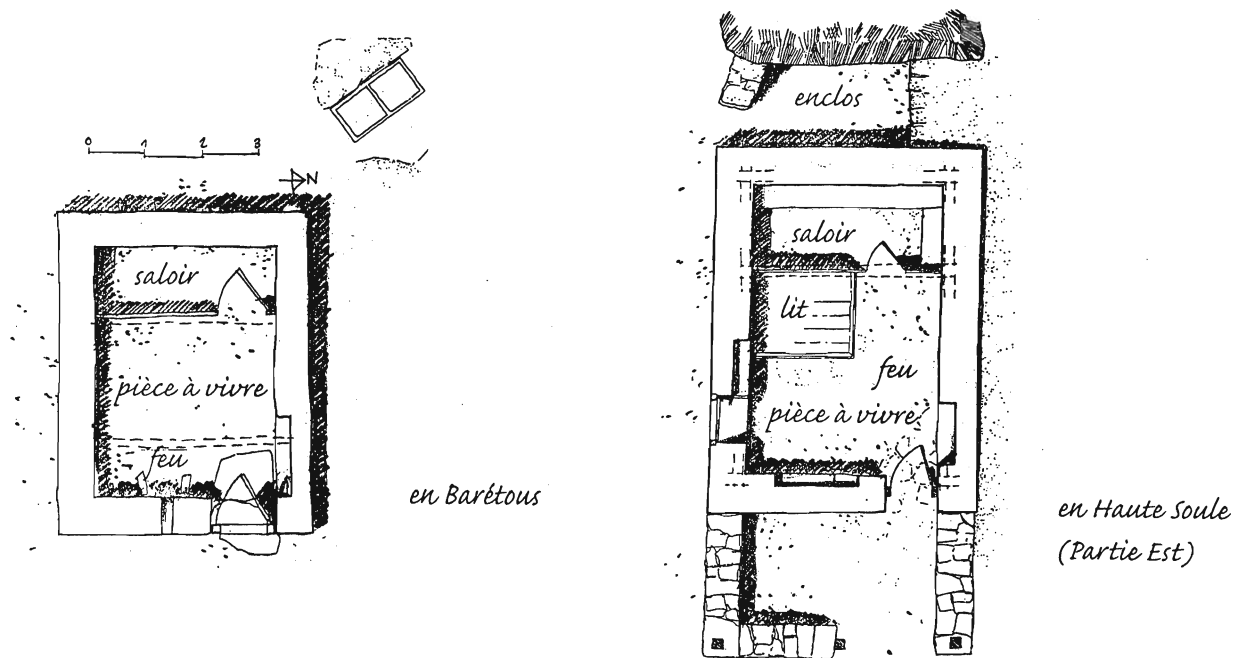 0 1 2 3
N
saloir
pièce à vivre
feu
en Barétous
enclos
saloir
lit
feu
pièce à vivre
en Haute Soule
(Partie Est)